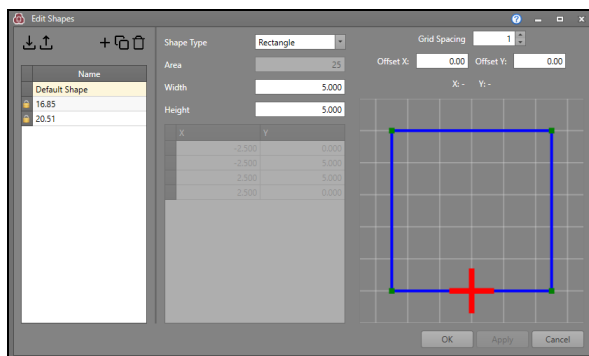 Edit Shapes
?
Shape Type Rectangle
Grid Spacing 1
Area 25
Offset X: 0.00 Offset Y: 0.00
Name
Width 5.000
X: - Y: -
Default Shape
16.85
Height 5.000
20.51
X Y
-2.500 0.000
-2.500 5.000
2.500 5.000
2.500 0.000
OK Apply Cancel